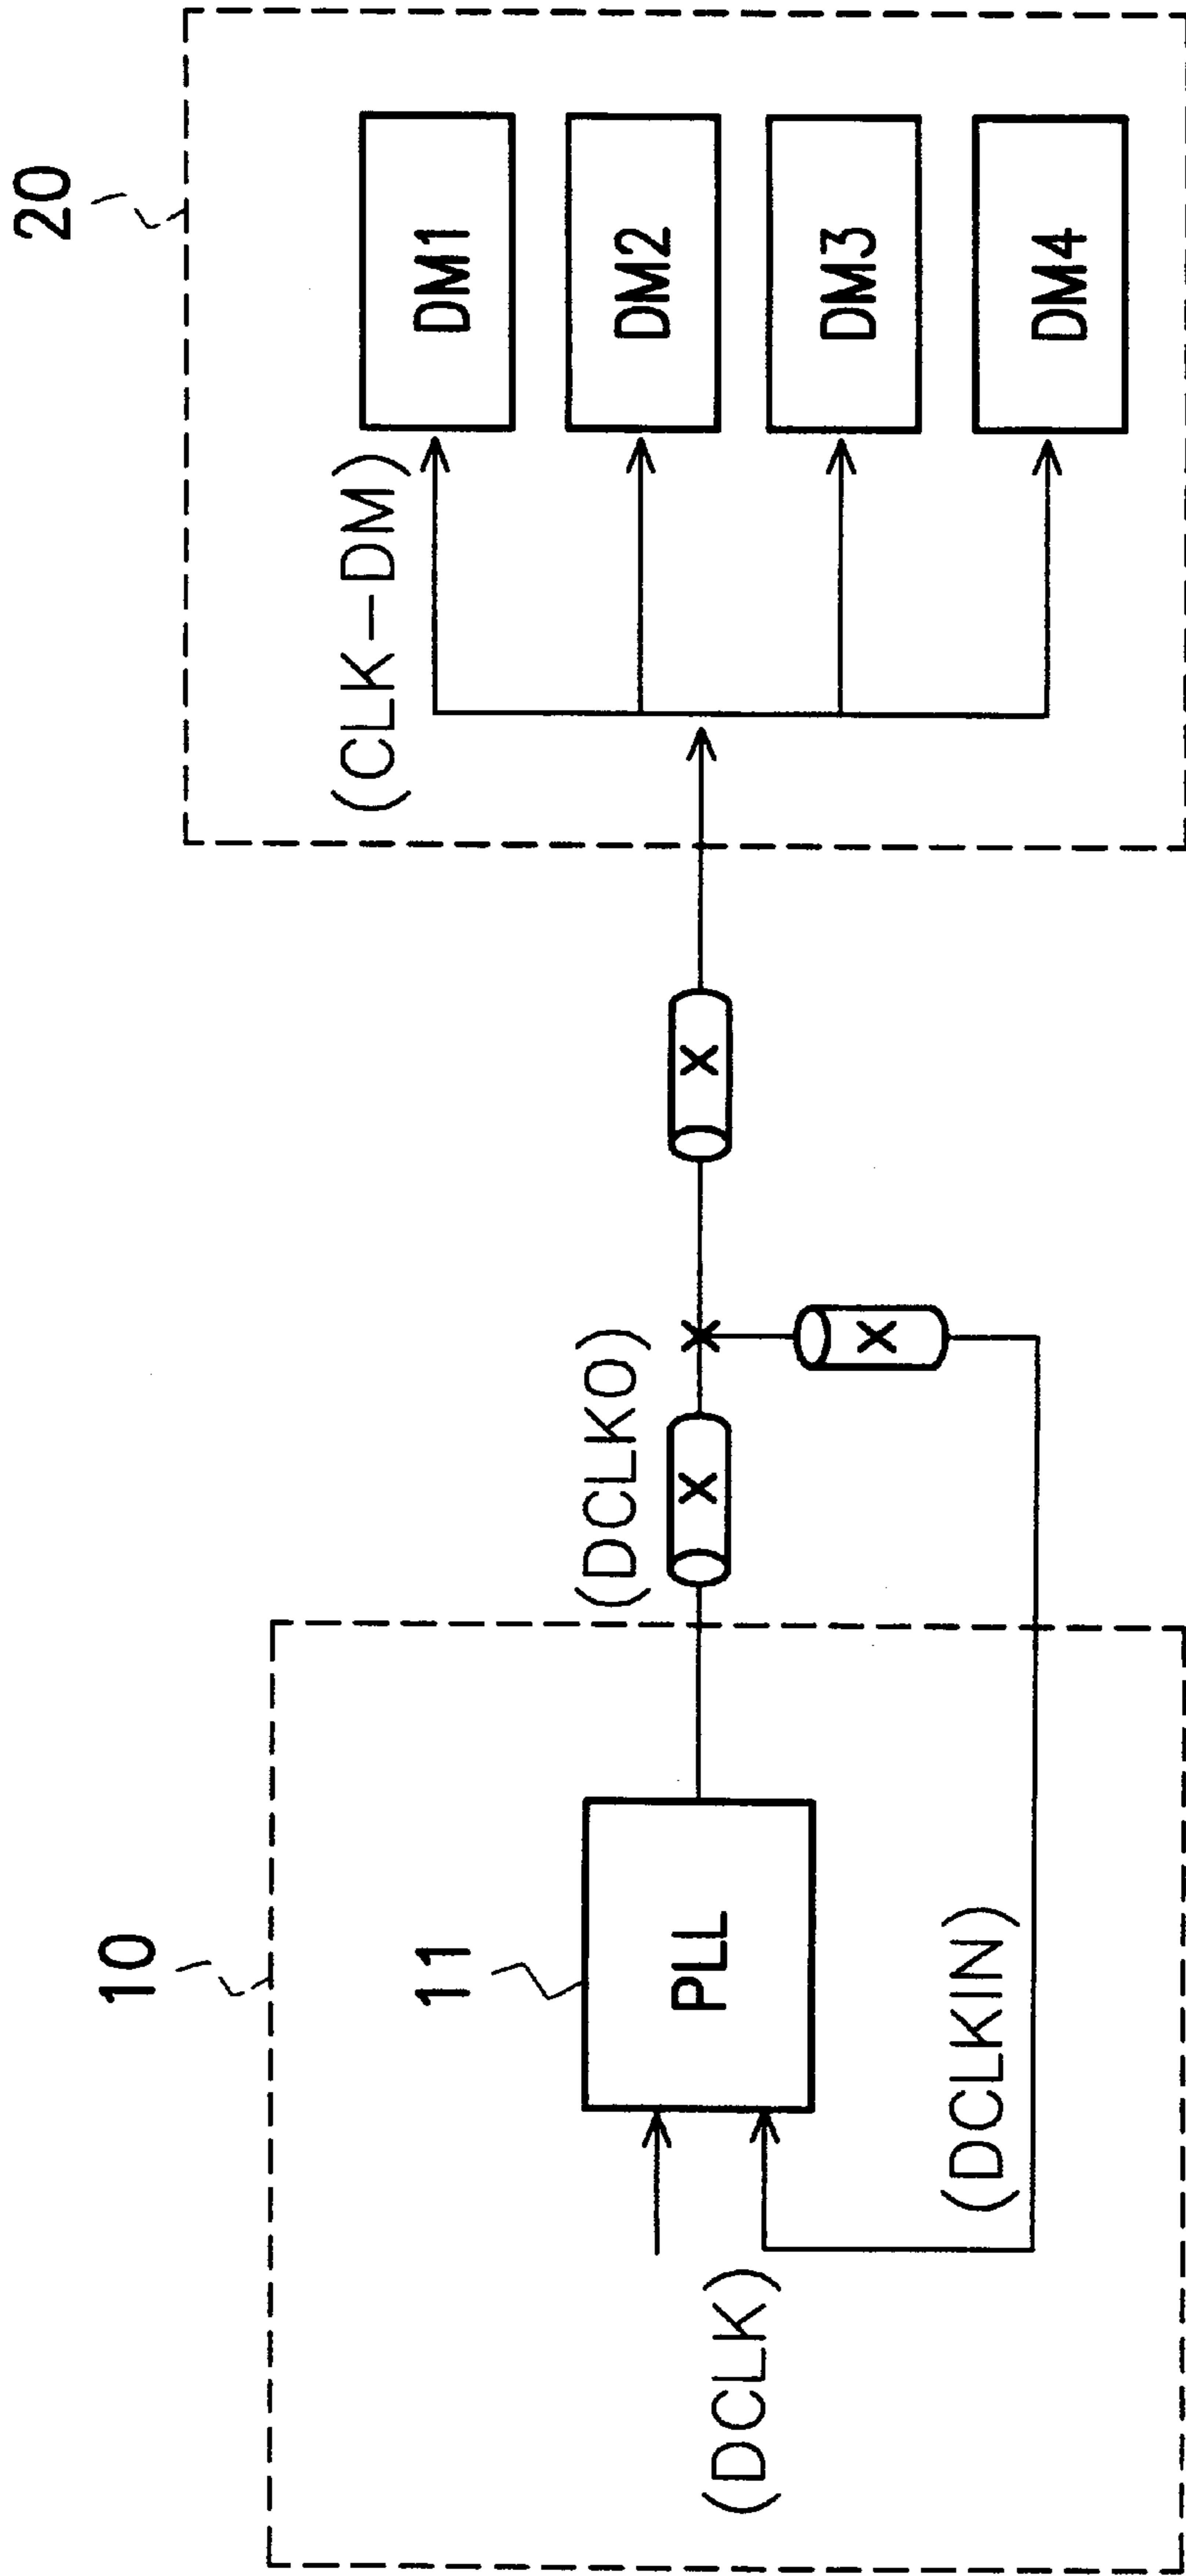 10
11
PLL
(DCLK)
(DCLKIN)
(DCLKO)
X
X
X
20
(CLK-DM)
DM1
DM2
DM3
DM4